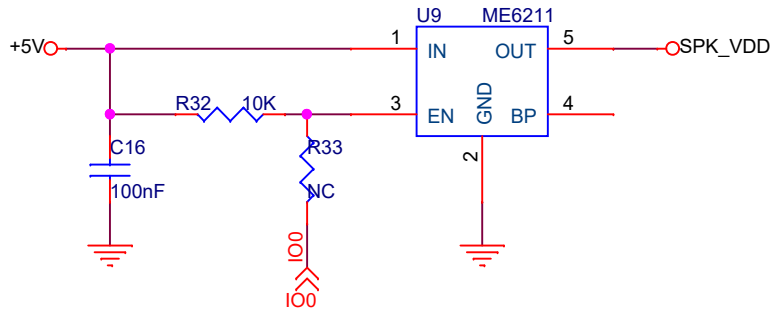 U9 ME6211
+5V 1 IN OUT 5 SPK_VDD
R32 10K 3 EN GND BP 4
C16 R33
2
100nF NC
IO0
IO0